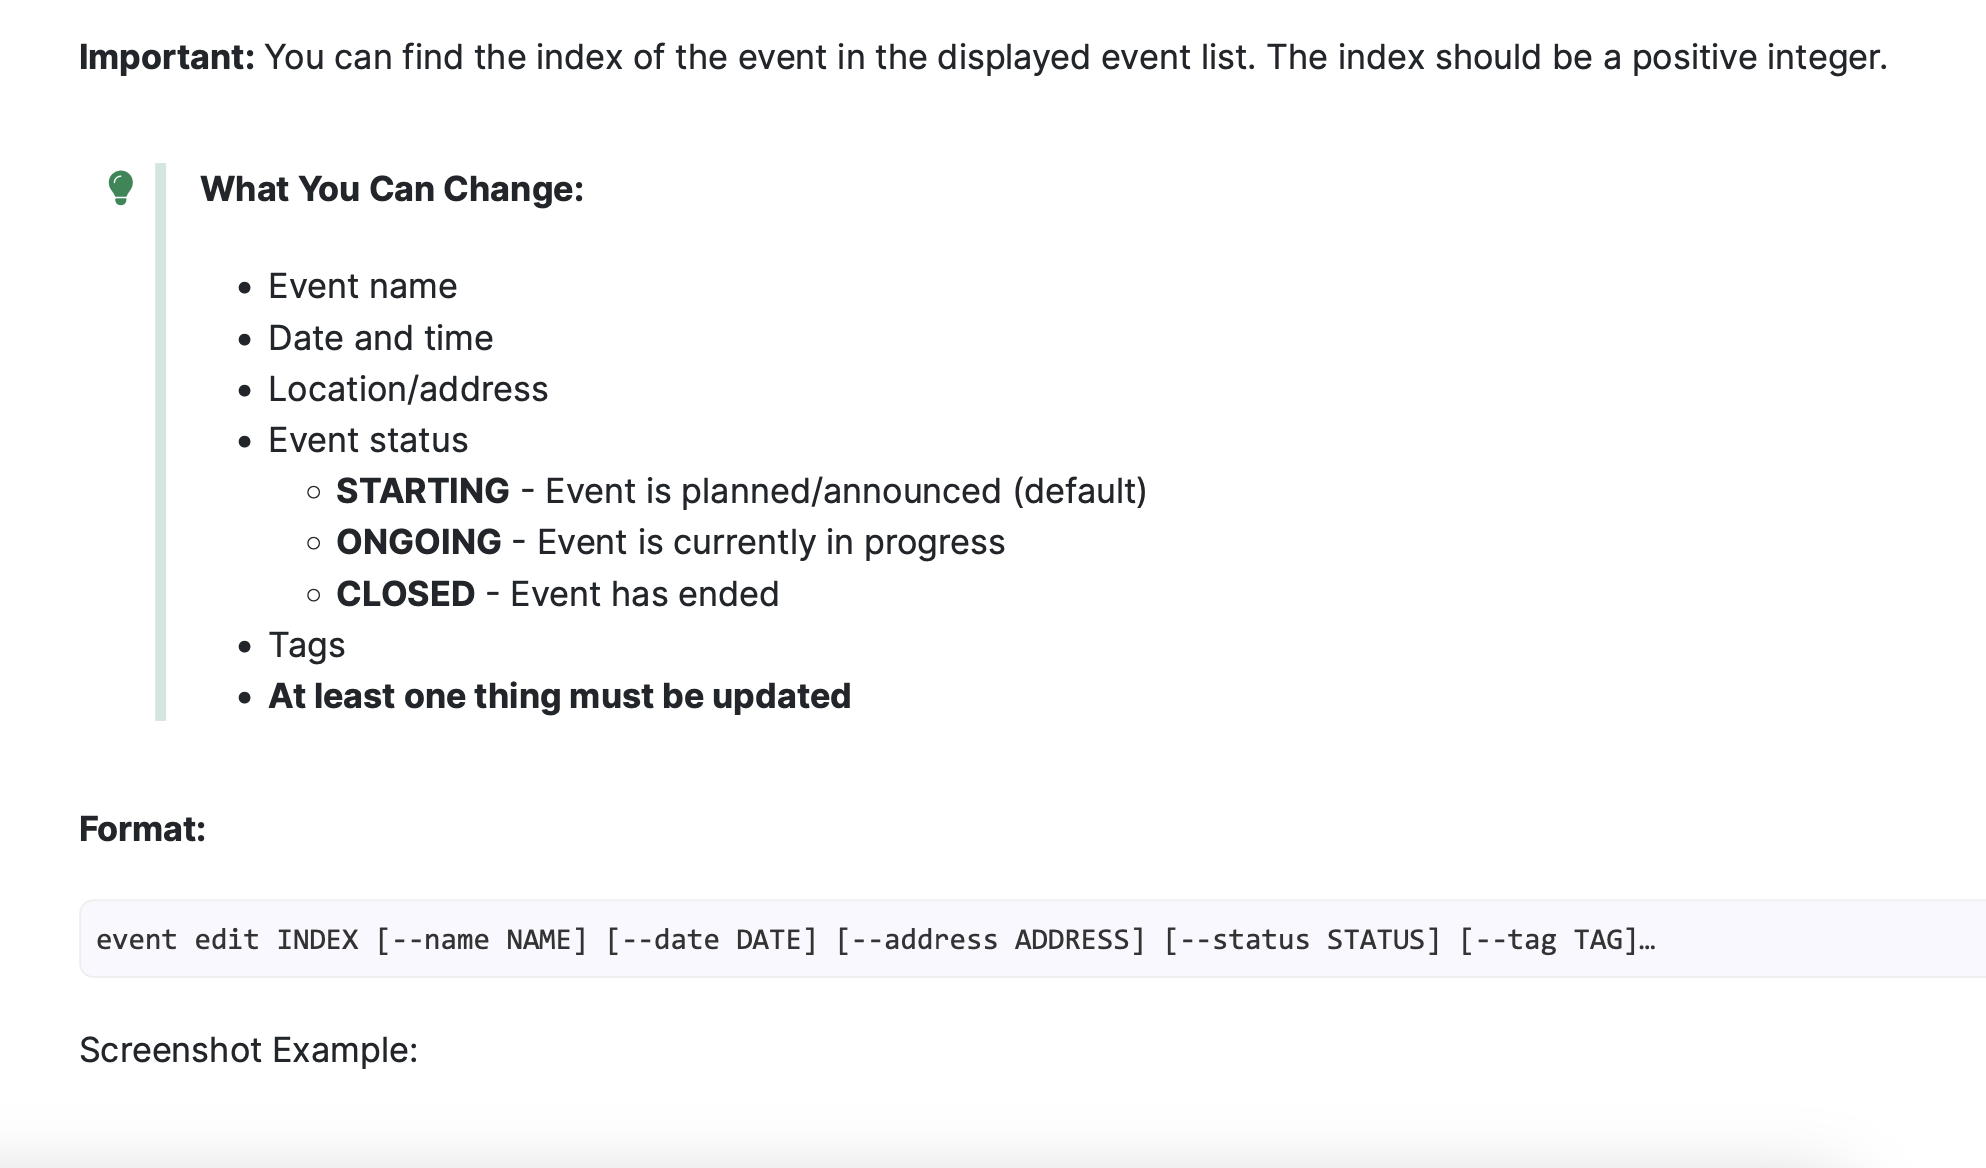 Important: You can find the index of the event in the displayed event list. The index should be a positive integer.
What You Can Change:
Event name
Date and time
Location/address
Event status
STARTING - Event is planned/announced (default)
ONGOING - Event is currently in progress
CLOSED - Event has ended
Tags
At least one thing must be updated
Format:
event edit INDEX [--name NAME] [--date DATE] [--address ADDRESS] [--status STATUS] [--tag TAG]…
Screenshot Example: